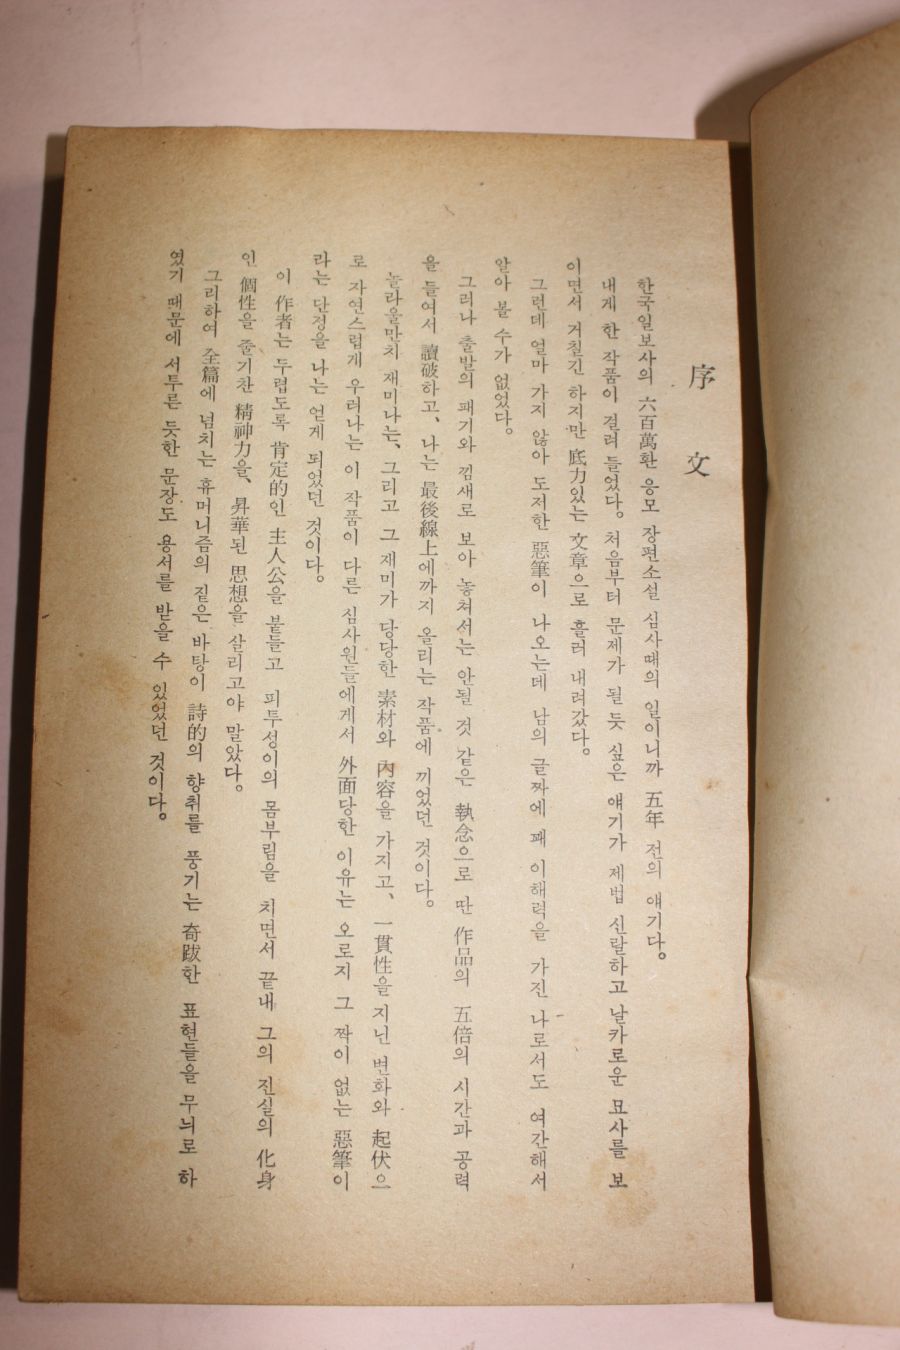 序文
한국일보사의 六百萬환 응모 장편소설 심사때의 일이니까 五年 전의 얘기다。
내게 한 작품이 걸려 들었다。처음부터 문제가 될 듯 싶은 얘기가 제법 신랄하고 날카로운 묘사를 보
이면서 거칠긴 하지만 底力있는 文章으로 흘러 내려갔다。
그런데 얼마 가지 않아 도저한 惡筆이 나오는데 남의 글짜에 꽤 이해력을 가진 나로서도 여간해서
알아 볼 수가 없었다。
그러나 출발의 패기와 낌새로 보아 놓쳐서는 안될 것 같은 執念으로 딴 作品의 五倍의 시간과 공력
을 들여서 讀破하고、나는 最後線上에까지 올리는 작품에 끼었던 것이다。
놀라울만치 재미나는、그리고 그 재미가 당당한 素材와 內容을 가지고、一貫性을 지닌 변화와 起伏으
로 자연스럽게 우러나는 이 작품이 다른 심사원들에게서 外面당한 이유는 오로지 그 짝이 없는 惡筆이
라는 단정을 나는 얻게 되었던 것이다。
이 作者는 두렵도록 肯定的인 主人公을 붙들고 피투성이의 몸부림을 치면서 끝내 그의 진실의 化身
인 個性을 줄기찬 精神力을、昇華된 思想을 살리고야 말았다。
그리하여 全篇에 넘치는 휴머니즘의 짙은 바탕이 詩的의 향취를 풍기는 奇跋한 표현들을 무늬로 하
였기 때문에 서투른 듯한 문장도 용서를 받을 수 있었던 것이다。